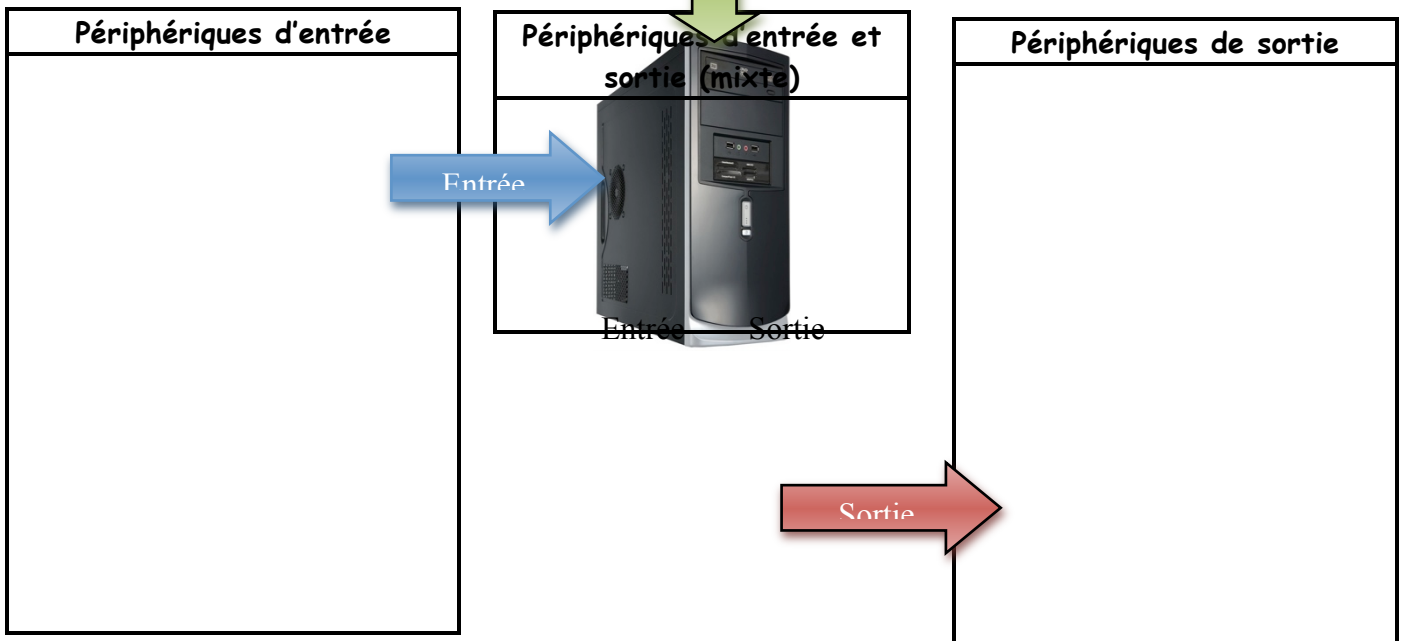 Périphériques d'entrée
Périphériques d'entrée et
sortie (mixte)
Périphériques de sortie
Entrée
Entrée Sortie
Sortie